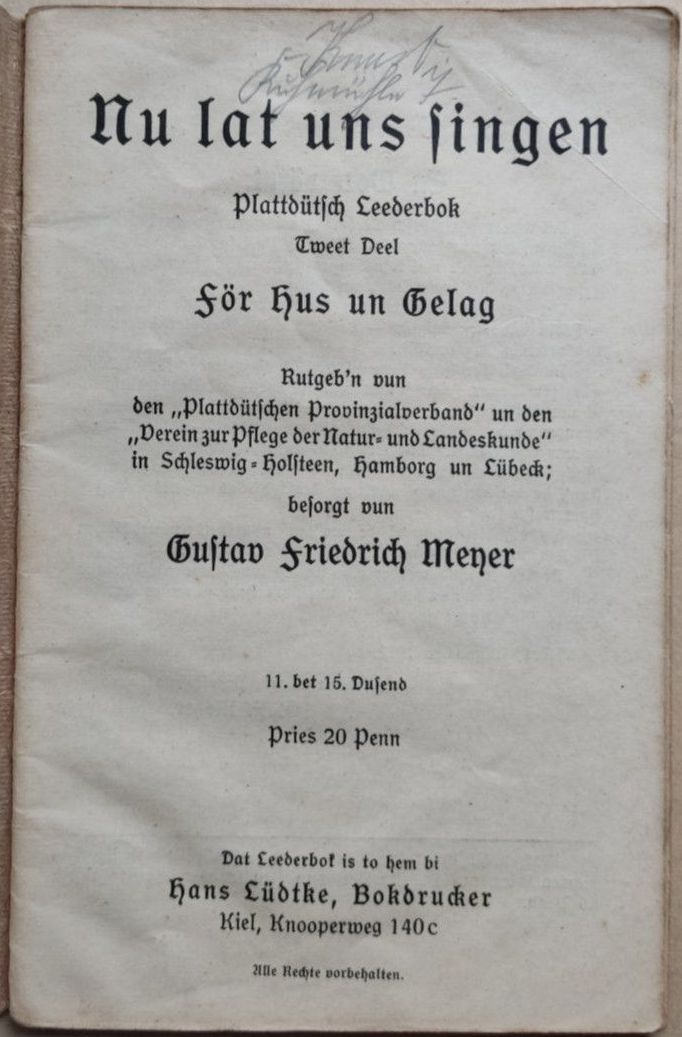 Kuhmühle
Nu lat uns ſingen
Plattdütſch Leederbok
Tweet Deel
För Hus un Gelag
Rutgeb'n vun
den „Plattdütſchen Provinzialverband“ un den
„Verein zur Pflege der Natur- und Landeskunde“
in Schleswig-Holſteen, Hamborg un Lübeck;
beſorgt vun
Guſtav Friedrich Meyer
11. bet 15. Duſend
Pries 20 Penn
Dat Leederbok is to hem bi
Hans Lüdtke, Bokdrucker
Kiel, Knooperweg 140c
Alle Rechte vorbehalten.